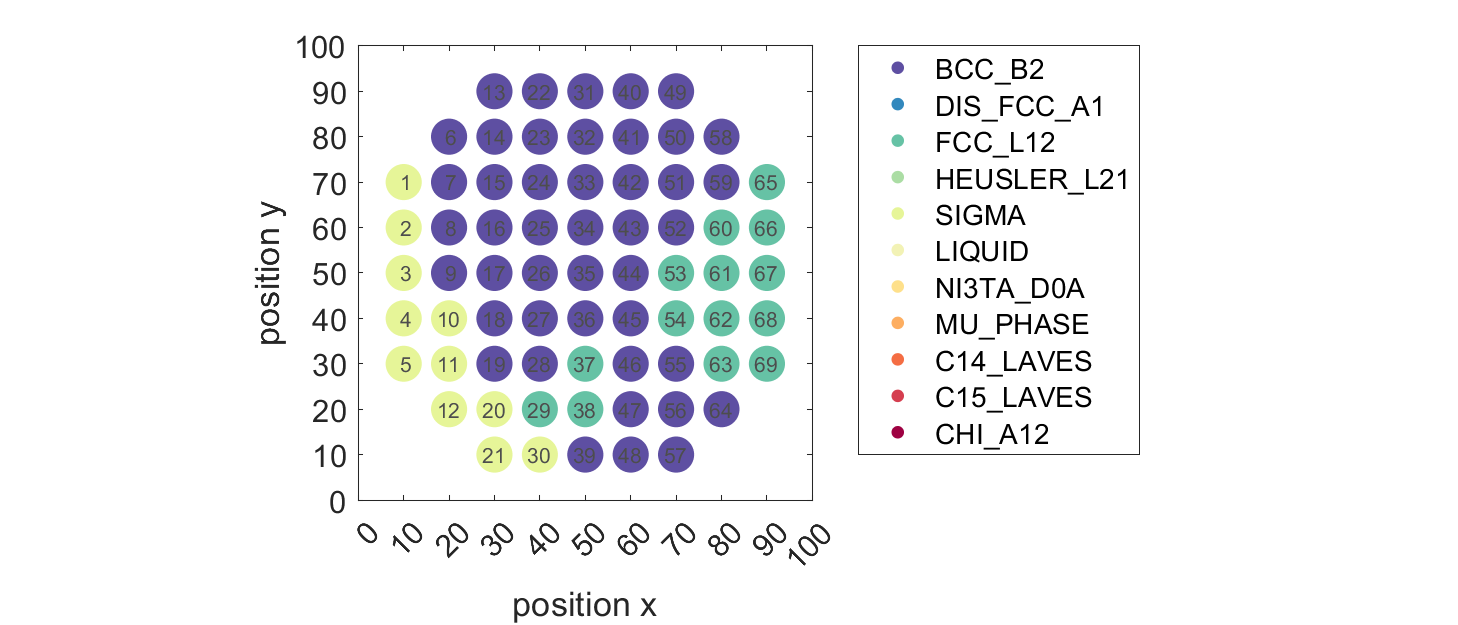 100
90
80
70
60
50
40
30
20
10
0
position y
13 22 31 40 49
6 14 23 32 41 50 58
1 7 15 24 33 42 51 59 65
2 8 16 25 34 43 52 60 66
3 9 17 26 35 44 53 61 67
4 10 18 27 36 45 54 62 68
5 11 19 28 37 46 55 63 69
12 20 29 38 47 56 64
21 30 39 48 57
0 10 20 30 40 50 60 70 80 90 100
position x
BCC_B2
DIS_FCC_A1
FCC_L12
HEUSLER_L21
SIGMA
LIQUID
NI3TA_D0A
MU_PHASE
C14_LAVES
C15_LAVES
CHI_A12